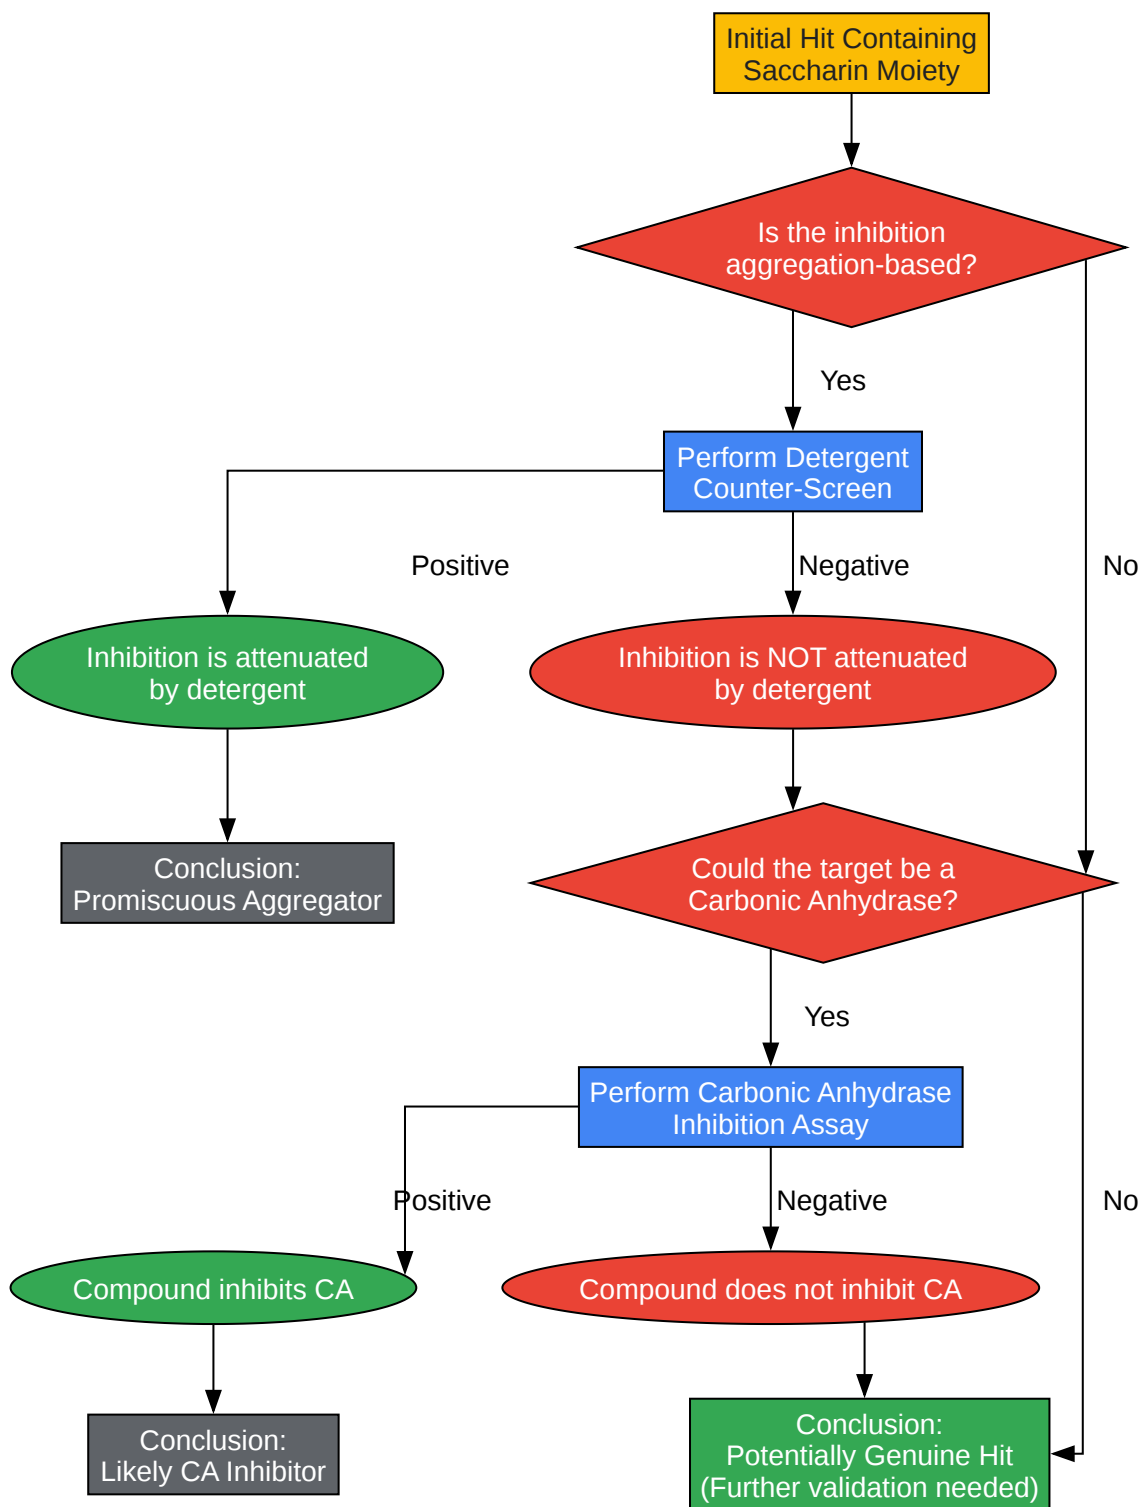 Initial Hit Containing
Saccharin Moiety
Is the inhibition
aggregation-based?
Yes
Perform Detergent
Counter-Screen
Positive
Negative
No
Inhibition is attenuated
by detergent
Inhibition is NOT attenuated
by detergent
Conclusion:
Promiscuous Aggregator
Could the target be a
Carbonic Anhydrase?
Yes
Perform Carbonic Anhydrase
Inhibition Assay
Positive
Negative
No
Compound inhibits CA
Compound does not inhibit CA
Conclusion:
Likely CA Inhibitor
Conclusion:
Potentially Genuine Hit
(Further validation needed)